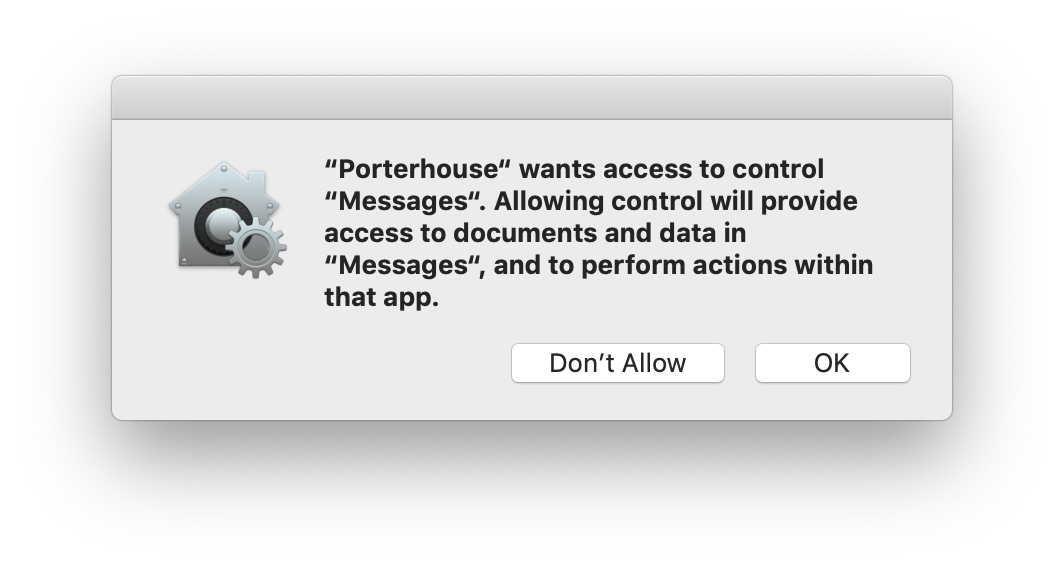 “Porterhouse“ wants access to control
“Messages“. Allowing control will provide
access to documents and data in
“Messages“, and to perform actions within
that app.
Don’t Allow
OK